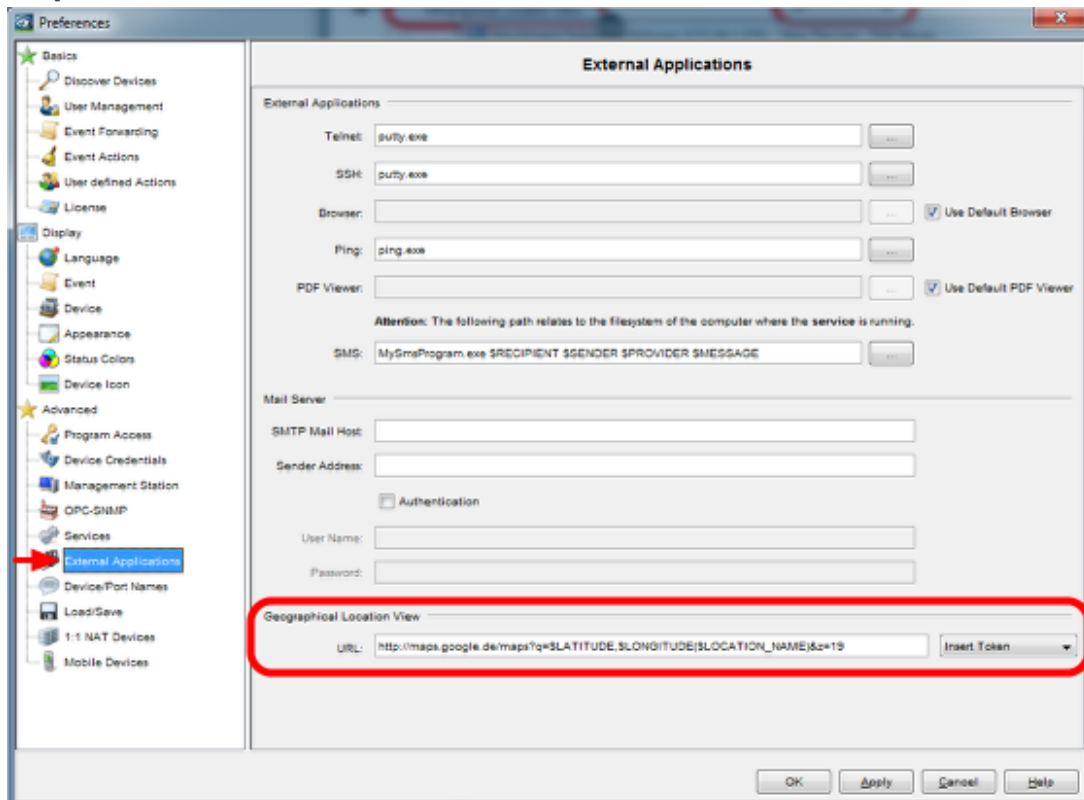 Preferences
Basics
Discover Devices
User Management
Event Forwarding
Event Actions
User defined Actions
License
Display
Language
Event
Device
Appearance
Status Colors
Device Icon
Advanced
Program Access
Device Credentials
Management Station
OPC-SNMP
Services
External Applications
Device/Port Names
Load/Save
1:1 NAT Devices
Mobile Devices
External Applications
External Applications
Telnet: putty.exe ...
SSH: putty.exe ...
Browser: ... Use Default Browser
Ping: ping.exe ...
PDF Viewer: ... Use Default PDF Viewer
Attention: The following path relates to the filesystem of the computer where the service is running.
SMS: MySmsProgram.exe $RECIPIENT $SENDER $PROVIDER $MESSAGE ...
Mail Server
SMTP Mail Host:
Sender Address:
Authentication
User Name:
Password:
Geographical Location View
URL: http://maps.google.de/maps?q=$LATITUDE,$LONGITUDE($LOCATION_NAME)&z=19 Insert Token
OK Apply Cancel Help